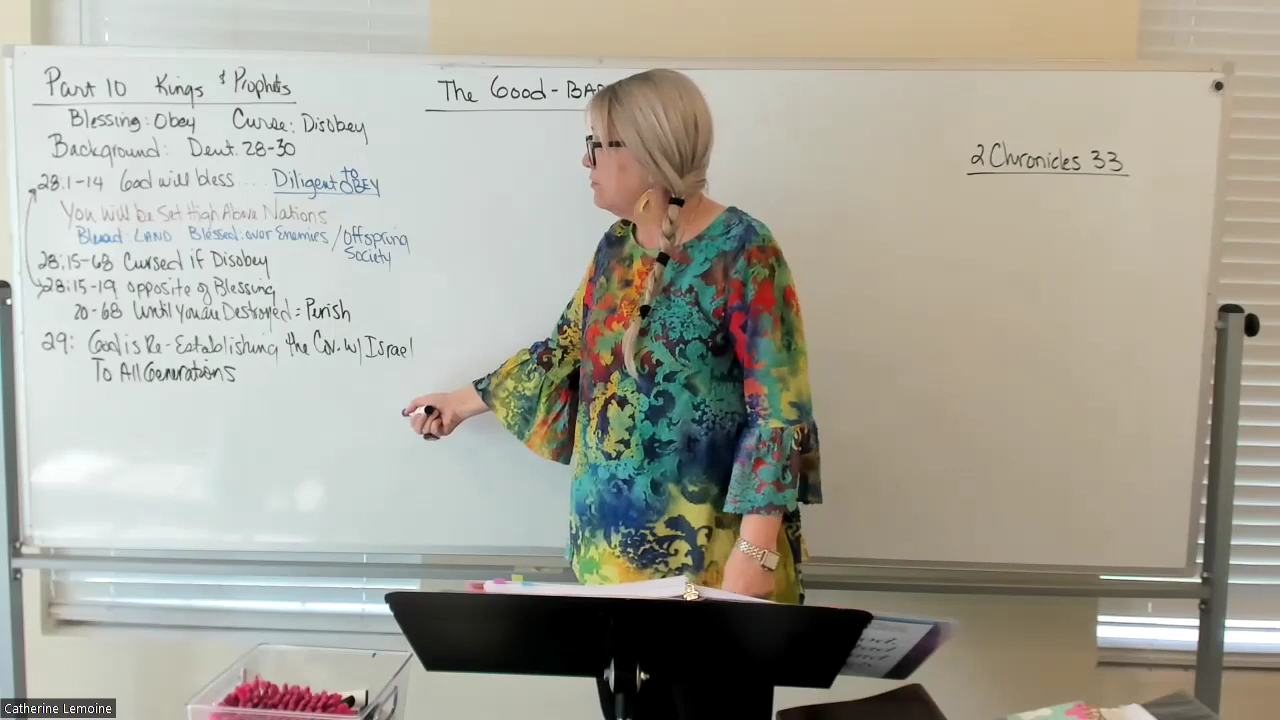 Part 10 Kings & Prophets
Blessing: Obey Curse: Disobey
Background: Deut. 28-30
28:1-14 God will bless.... Diligent to OBEY
You will be Set High Above Nations
Blessed: LAND Blessed: over Enemies / Offspring
Society
28:15-68 Cursed if Disobey
28:15-19 opposite of Blessing
20-68 Until You are Destroyed = Perish
29: God is Re-Establishing the Cov. w/ Israel
To All Generations
The Good - BA
2 Chronicles 33
Catherine Lemoine